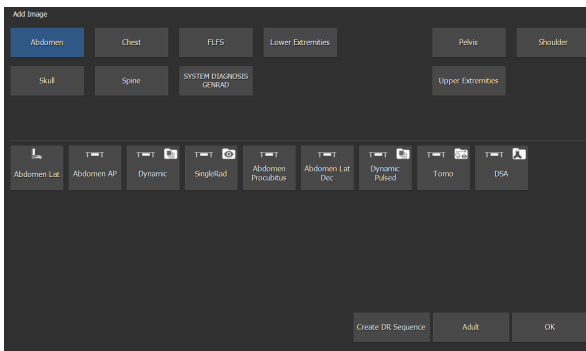 Add Image
Abdomen
Chest
FLFS
Lower Extremities
Pelvis
Shoulder
Skull
Spine
SYSTEM DIAGNOSIS
GENRAD
Upper Extremities
Abdomen Lat
Abdomen AP
Dynamic
SingleRad
Abdomen
Procubitus
Abdomen Lat
Dec
Dynamic
Pulsed
Tomo
DSA
Create DR Sequence
Adult
OK